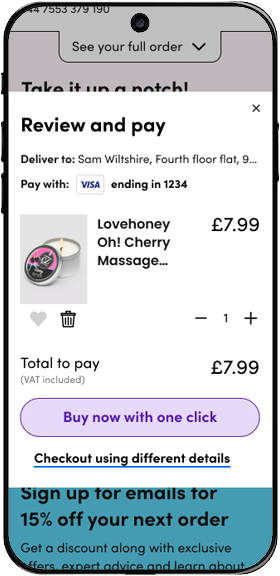 +44 7553 379 190
See your full order
Take it up a notch!
Review and pay
Deliver to: Sam Wiltshire, Fourth floor flat, 9...
Pay with: VISA ending in 1234
Lovehoney £7.99
Oh! Cherry
Massage...
1
Total to pay £7.99
(VAT included)
Buy now with one click
Checkout using different details
Sign up for emails for
15% off your next order
Get a discount along with exclusive
offers, expert advice and learn about